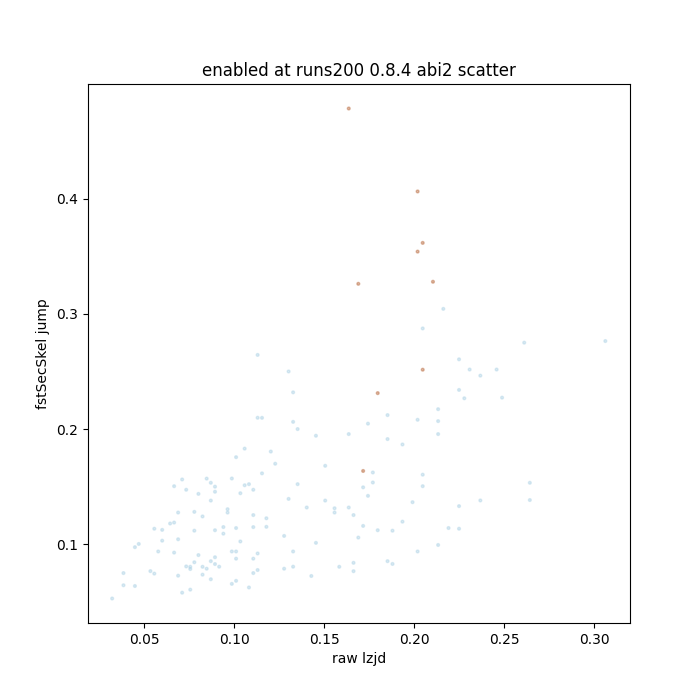 enabled at runs200 0.8.4 abi2 scatter
0.4
0.3
0.2
0.1
fstSecSkel jump
0.05 0.10 0.15 0.20 0.25 0.30
raw lzjd